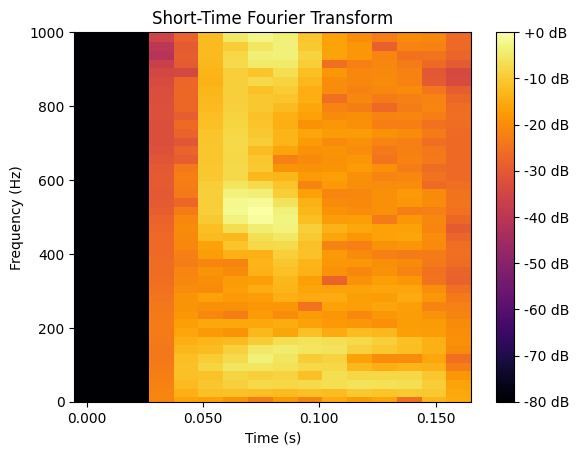 Short-Time Fourier Transform
1000
800
600
400
200
0
Frequency (Hz)
0.000
0.050
0.100
0.150
Time (s)
+0 dB
-10 dB
-20 dB
-30 dB
-40 dB
-50 dB
-60 dB
-70 dB
-80 dB